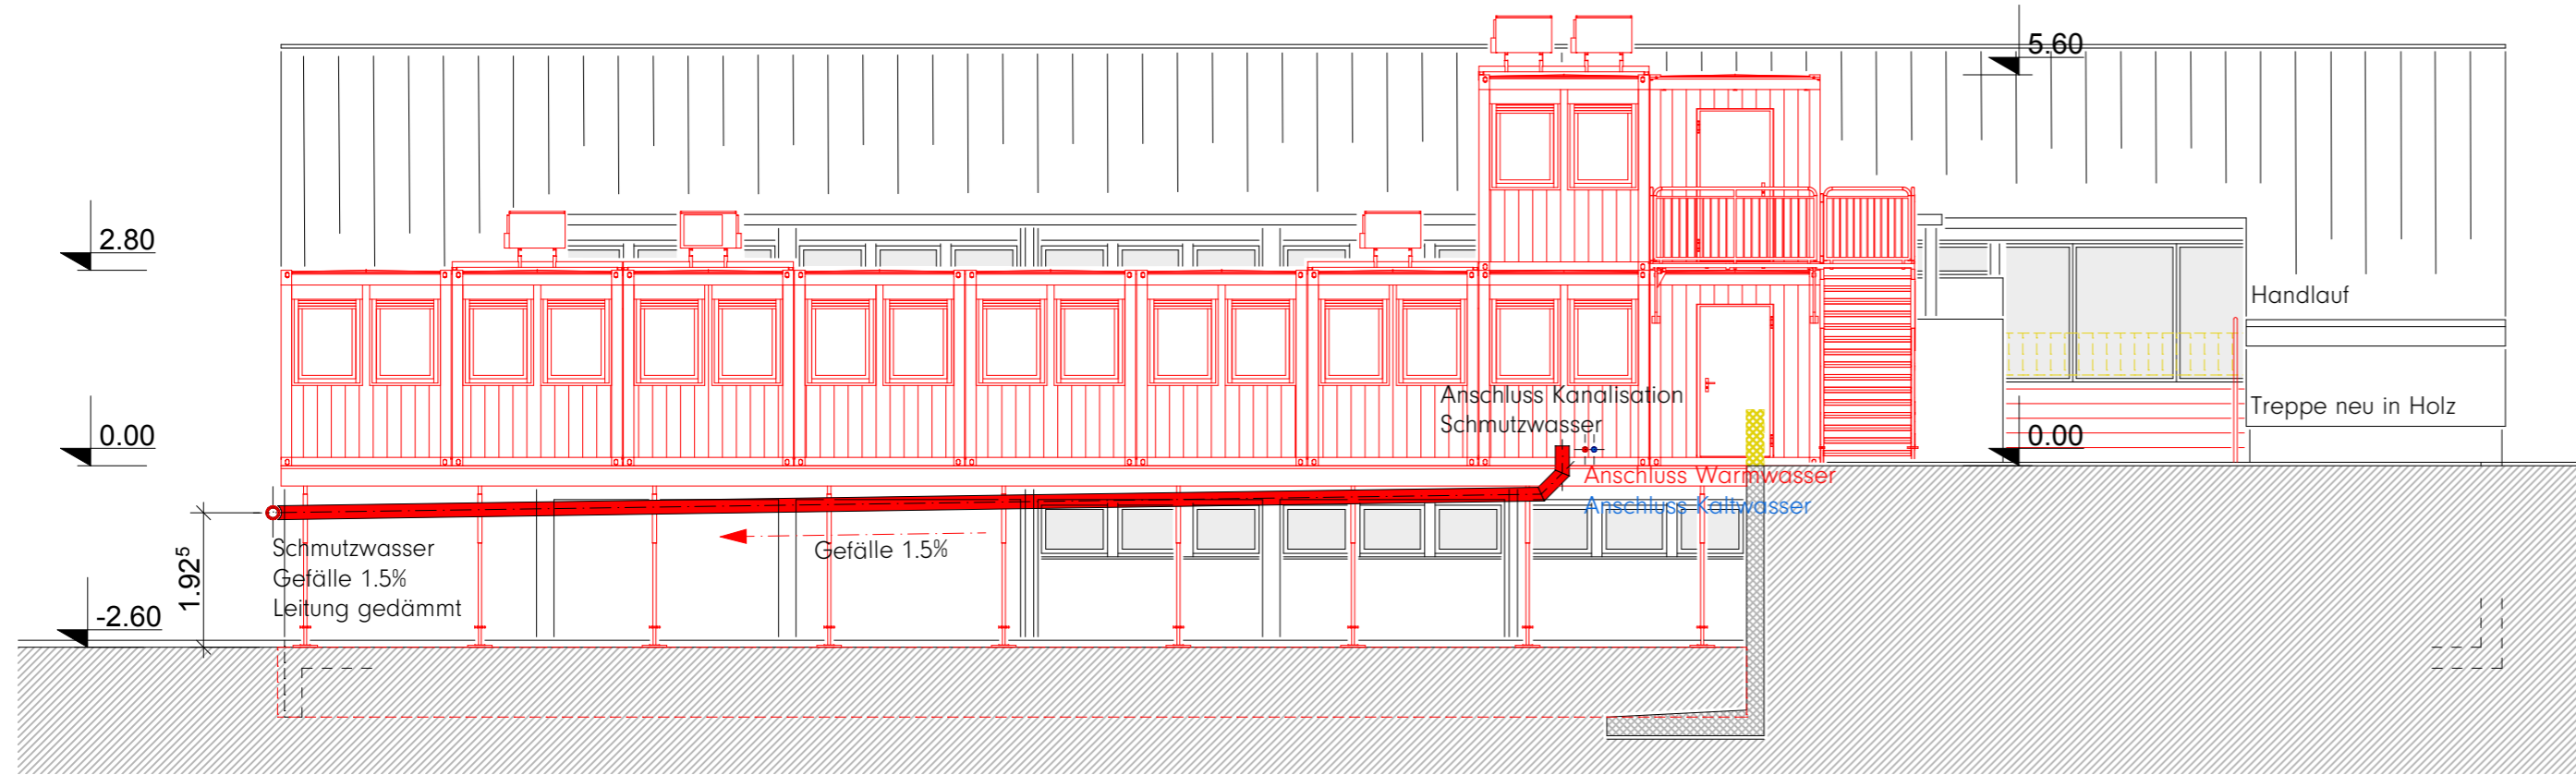 5.60
2.80
Handlauf
Anschluss Kanalisation
Schmutzwasser
Treppe neu in Holz
0.00
0.00
Anschluss Warmwasser
Anschluss Kaltwasser
Schmutzwasser
Gefälle 1.5%
Leitung gedämmt
Gefälle 1.5%
1.925
-2.60